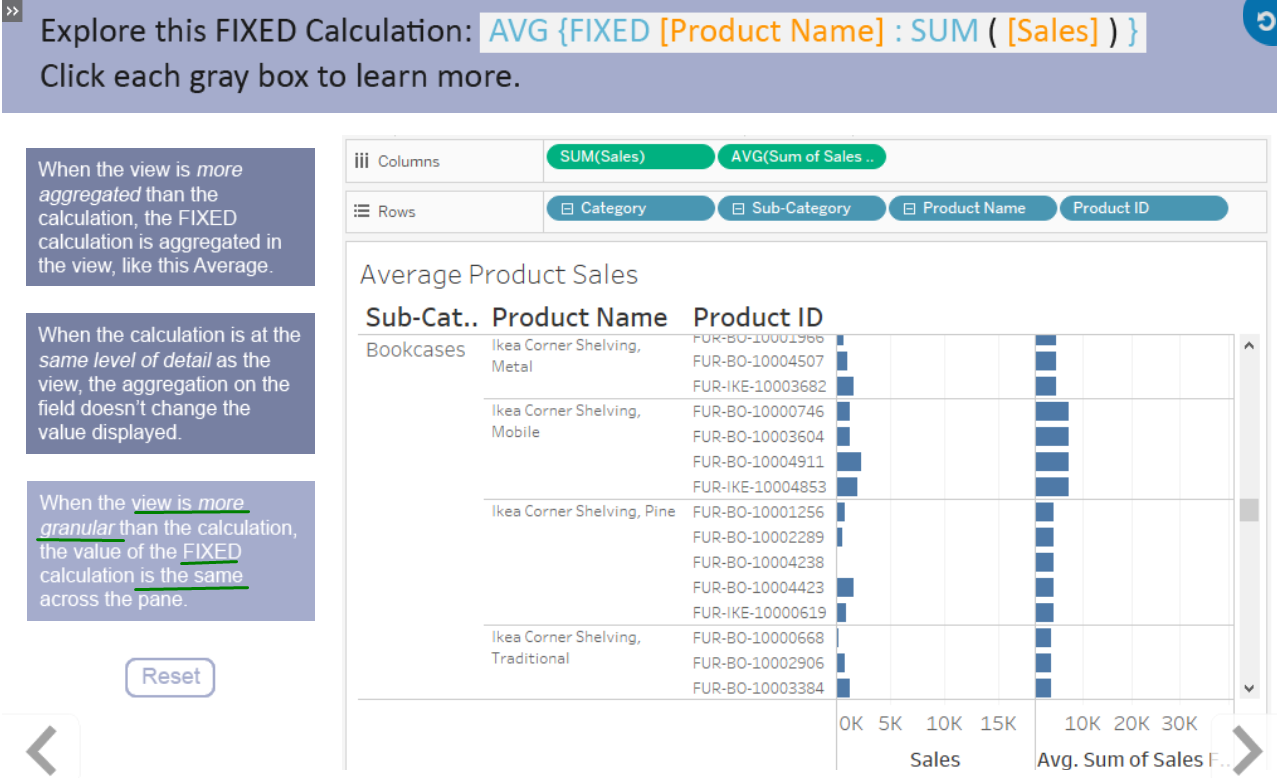 Explore this FIXED Calculation: AVG {FIXED [Product Name] : SUM ( [Sales] ) }
Click each gray box to learn more.
When the view is more
aggregated than the
calculation, the FIXED
calculation is aggregated in
the view, like this Average.
When the calculation is at the
same level of detail as the
view, the aggregation on the
field doesn't change the
value displayed.
When the view is more
granular than the calculation,
the value of the FIXED
calculation is the same
across the pane.
Reset
Columns
SUM(Sales)
AVG(Sum of Sales ..
Rows
Category
Sub-Category
Product Name
Product ID
Average Product Sales
Sub-Cat.. Product Name Product ID
Bookcases
Ikea Corner Shelving,
Metal
FUR-BO-10001966
FUR-BO-10004507
FUR-IKE-10003682
Ikea Corner Shelving,
Mobile
FUR-BO-10000746
FUR-BO-10003604
FUR-BO-10004911
FUR-IKE-10004853
Ikea Corner Shelving, Pine
FUR-BO-10001256
FUR-BO-10002289
FUR-BO-10004238
FUR-BO-10004423
FUR-IKE-10000619
Ikea Corner Shelving,
Traditional
FUR-BO-10000668
FUR-BO-10002906
FUR-BO-10003384
0K 5K 10K 15K
10K 20K 30K
Sales
Avg. Sum of Sales F..